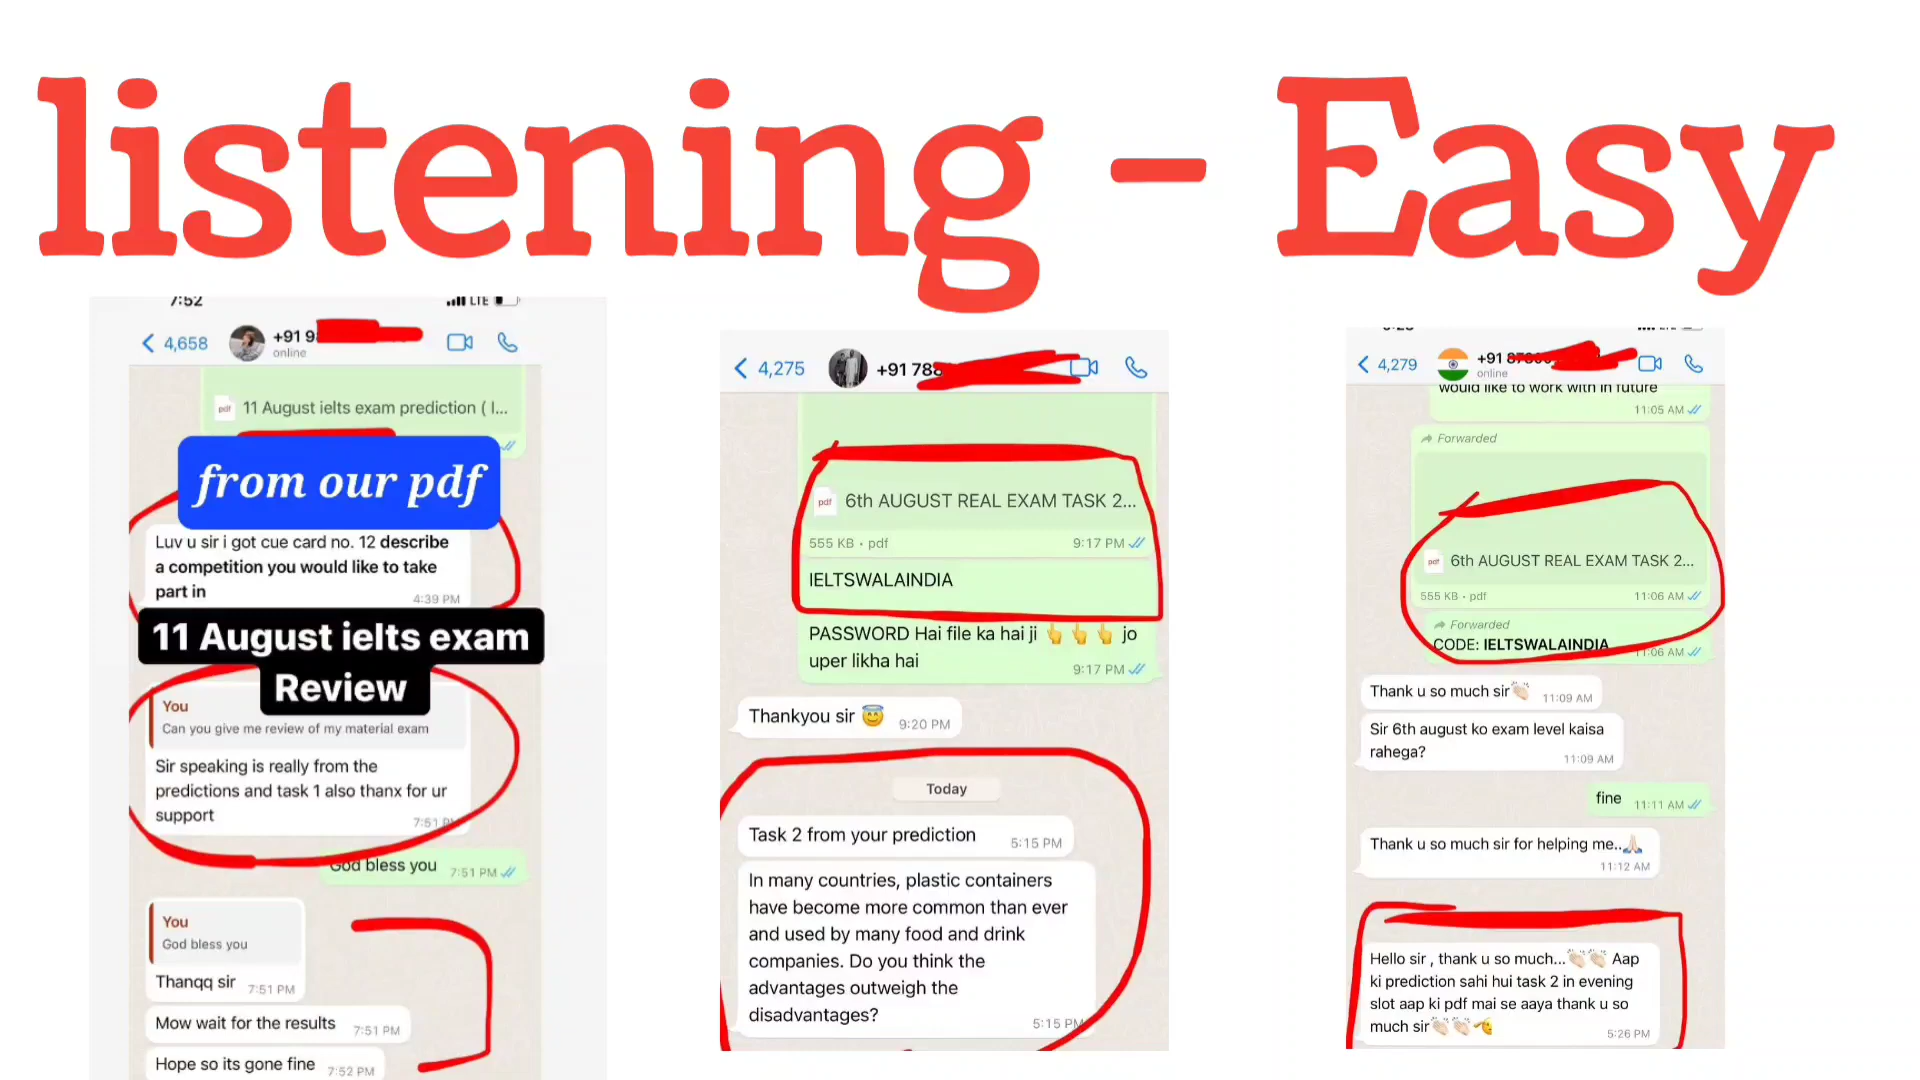 listening - Easy
7:52
LTE
4,658
+91 9
online
11 August ielts exam prediction ( I...
from our pdf
Luv u sir i got cue card no. 12 describe
a competition you would like to take
part in
4:39 PM
11 August ielts exam
Review
You
Can you give me review of my material exam
Sir speaking is really from the
predictions and task 1 also thanx for ur
support
7:51 PM
God bless you
7:51 PM
You
God bless you
Thanqq sir
7:51 PM
Mow wait for the results
7:51 PM
Hope so its gone fine
7:52 PM
4,275
+91 788
pdf
6th AUGUST REAL EXAM TASK 2...
555 KB • pdf
9:17 PM
IELTSWALAINDIA
PASSWORD Hai file ka hai ji 👆👆👆 jo
uper likha hai
9:17 PM
Thankyou sir 😇
9:20 PM
Today
Task 2 from your prediction
5:15 PM
In many countries, plastic containers
have become more common than ever
and used by many food and drink
companies. Do you think the
advantages outweigh the
disadvantages?
5:15 PM
4,279
+91
online
would like to work with in future
11:05 AM
Forwarded
pdf
6th AUGUST REAL EXAM TASK 2...
555 KB • pdf
11:06 AM
Forwarded
CODE: IELTSWALAINDIA
11:06 AM
Thank u so much sir👏🏻
11:09 AM
Sir 6th august ko exam level kaisa
rahega?
11:09 AM
fine
11:11 AM
Thank u so much sir for helping me..🙏🏻
11:12 AM
Hello sir , thank u so much...👏🏻👏🏻 Aap
ki prediction sahi hui task 2 in evening
slot aap ki pdf mai se aaya thank u so
much sir👏🏻👏🏻🫡
5:26 PM